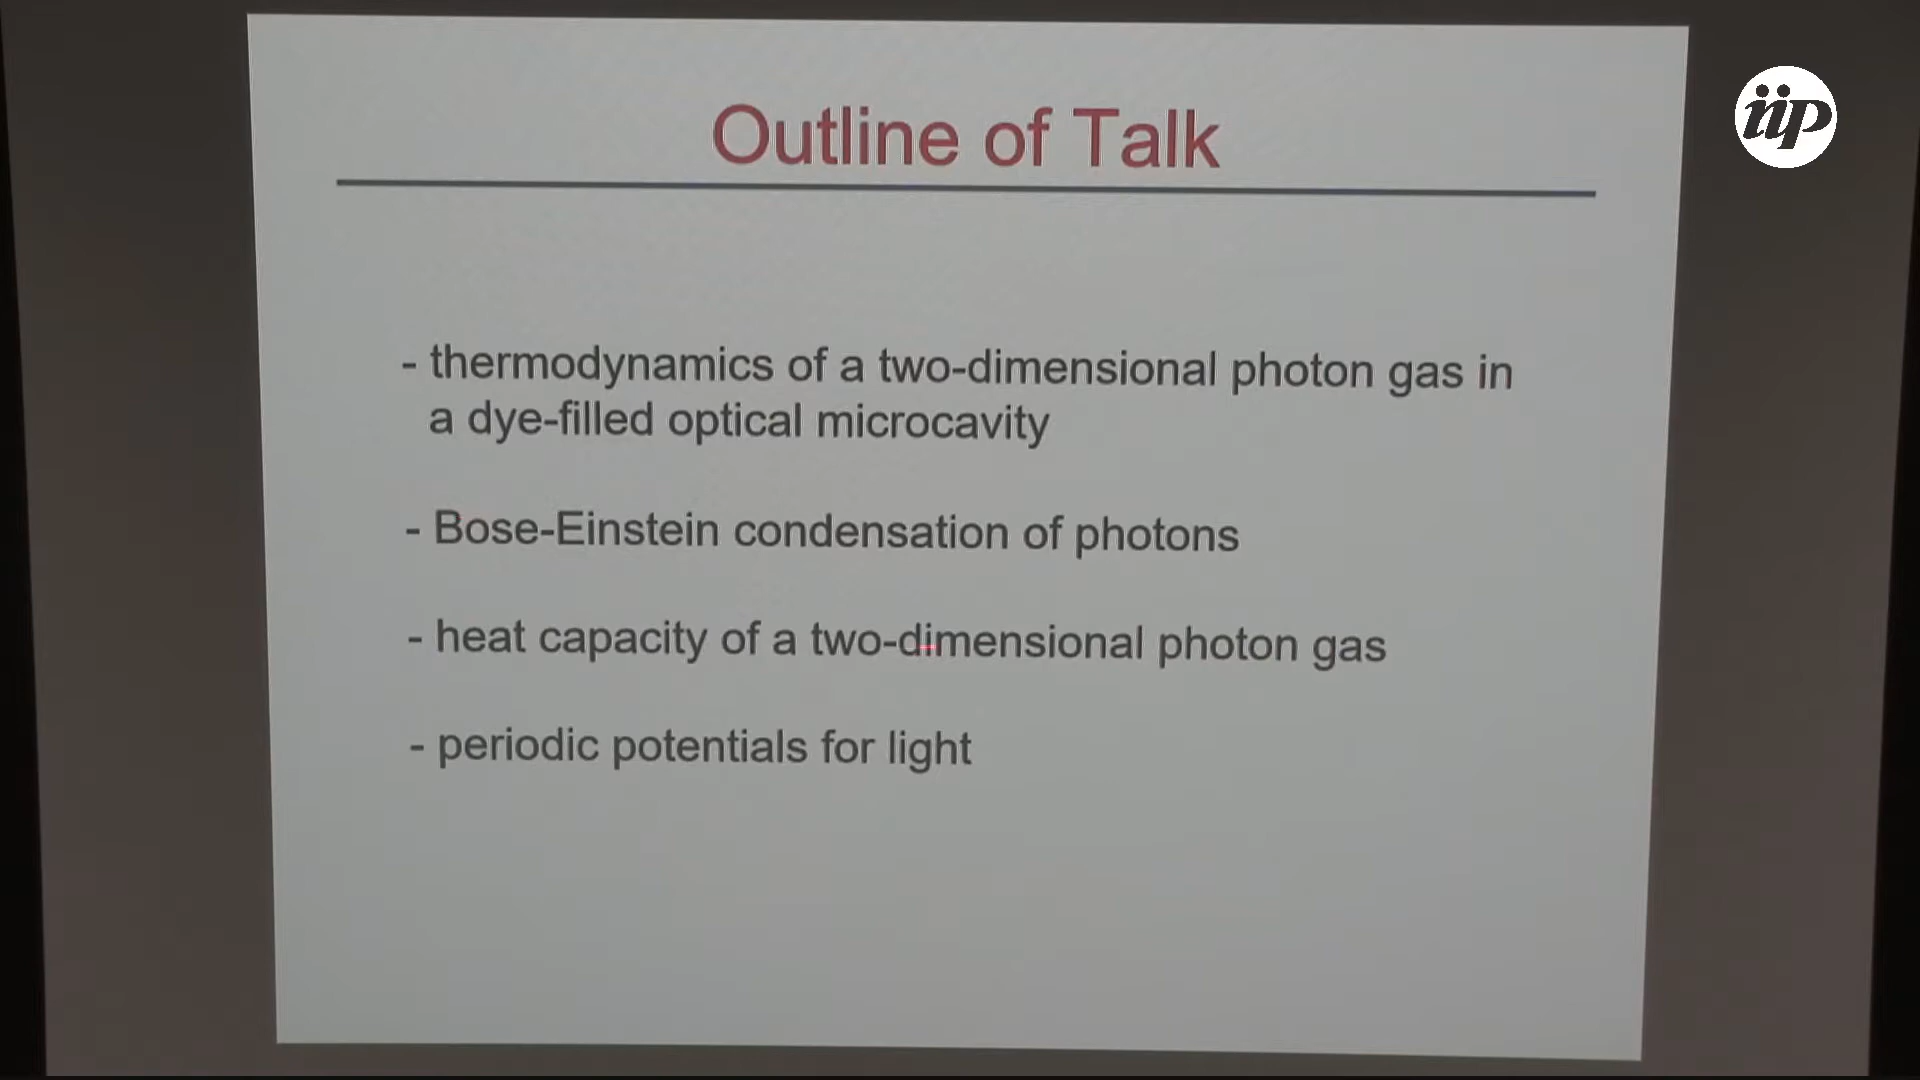 Outline of Talk
iip
- thermodynamics of a two-dimensional photon gas in
a dye-filled optical microcavity
- Bose-Einstein condensation of photons
- heat capacity of a two-dimensional photon gas
- periodic potentials for light